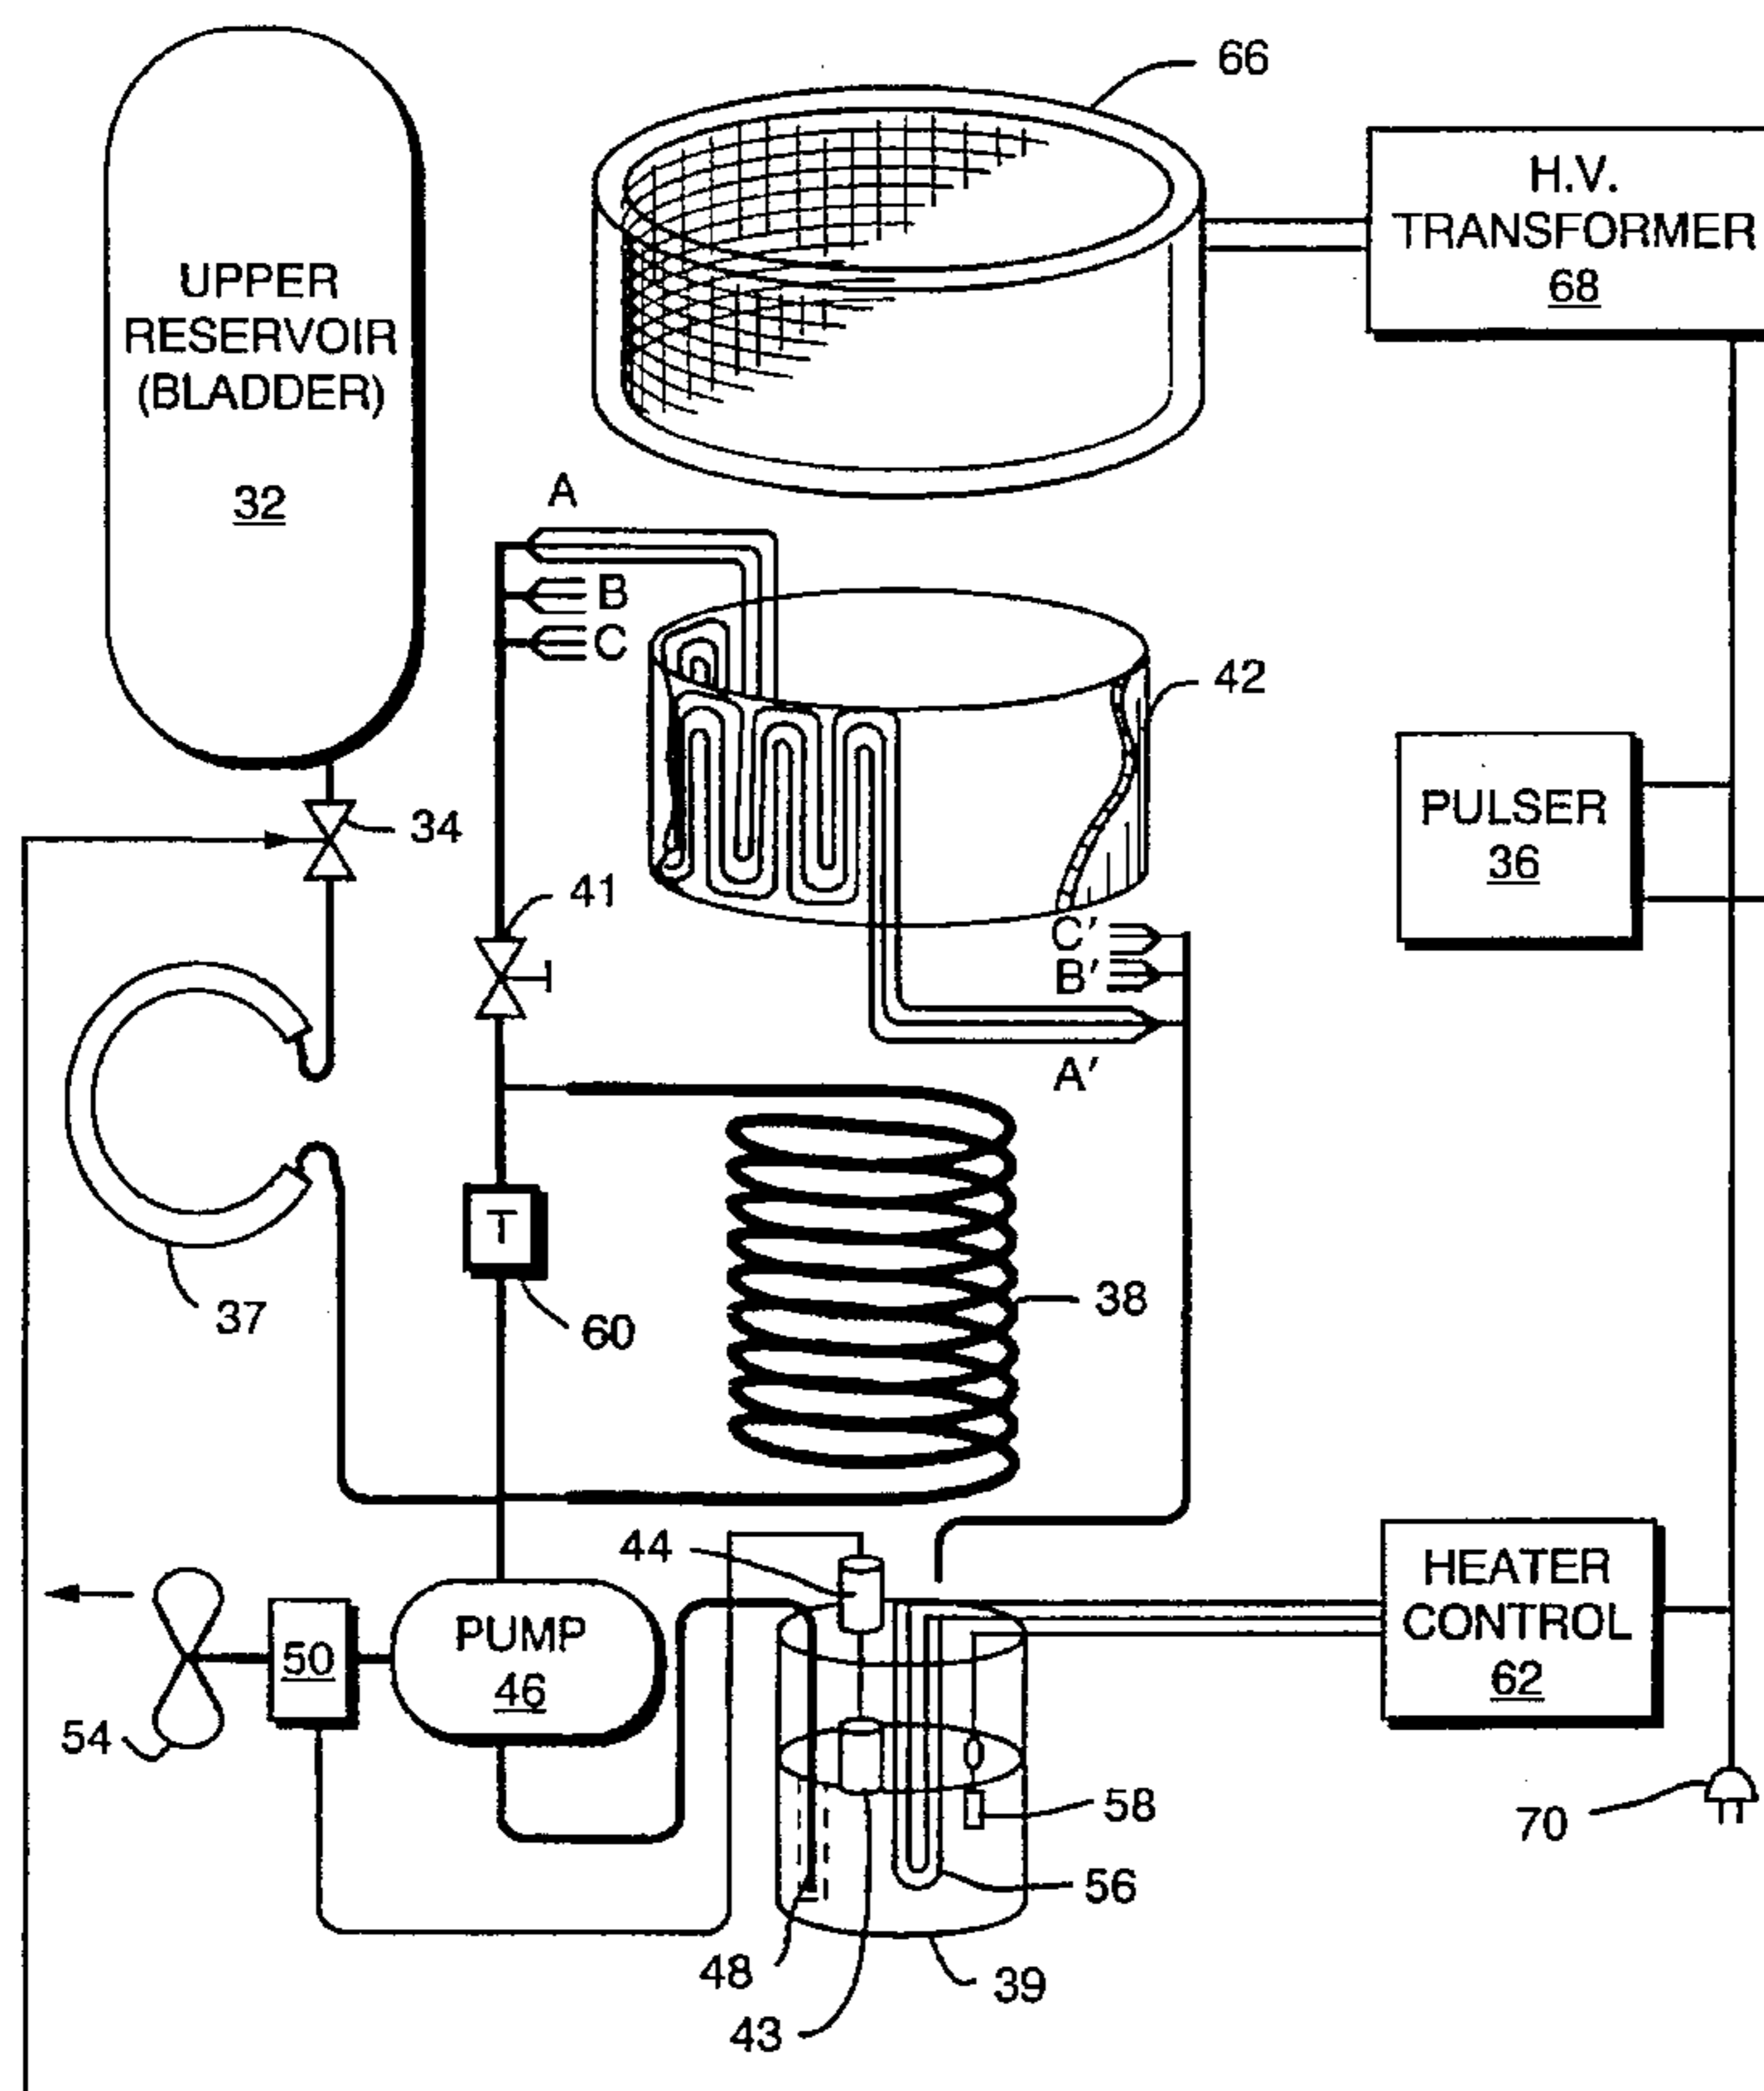 66
H.V.
TRANSFORMER
68
UPPER
RESERVOIR
(BLADDER)
32
A
B
C
42
34
PULSER
36
41
C'
B'
A'
37
T
60
38
44
HEATER
CONTROL
62
PUMP
46
50
54
58
70
56
48
39
43